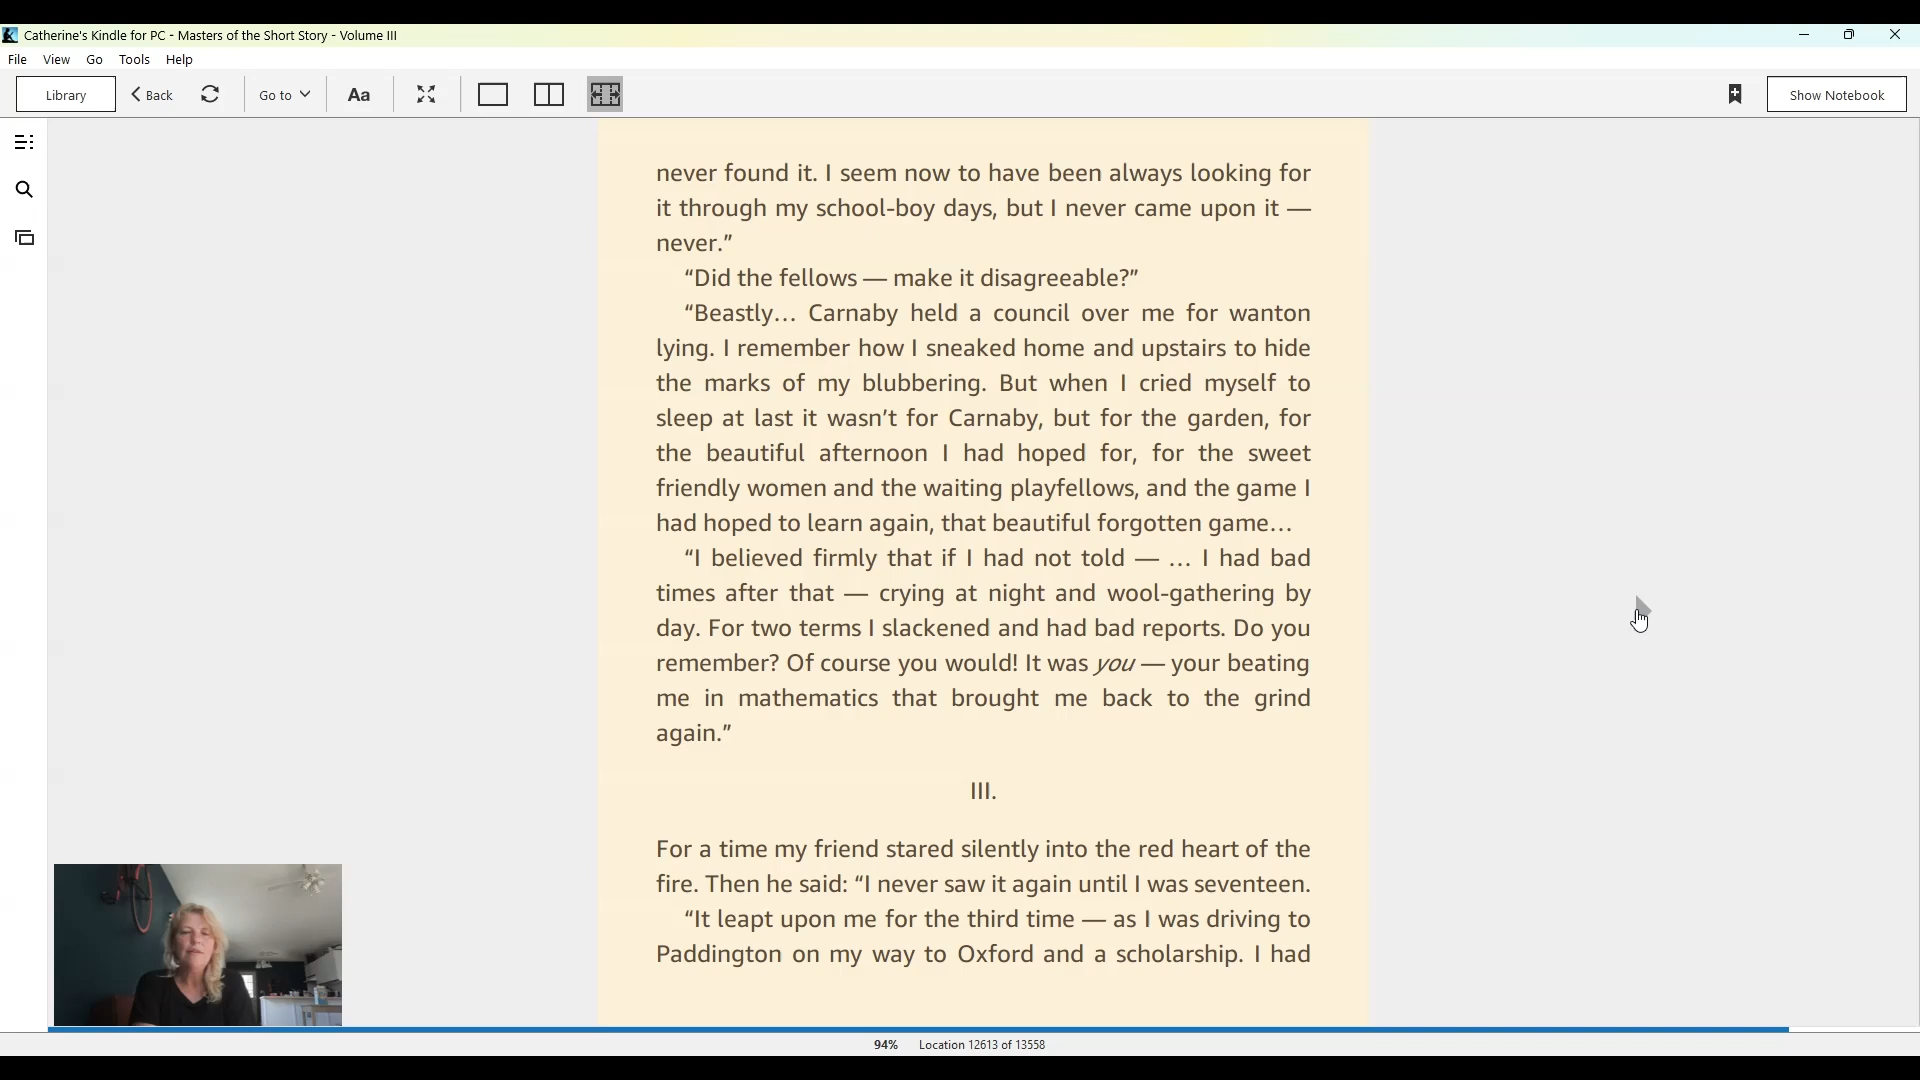 Catherine's Kindle for PC - Masters of the Short Story - Volume III
File View Go Tools Help
Library Back Go to Aa Show Notebook
never found it. I seem now to have been always looking for
it through my school-boy days, but I never came upon it —
never.”
“Did the fellows — make it disagreeable?”
“Beastly… Carnaby held a council over me for wanton
lying. I remember how I sneaked home and upstairs to hide
the marks of my blubbering. But when I cried myself to
sleep at last it wasn’t for Carnaby, but for the garden, for
the beautiful afternoon I had hoped for, for the sweet
friendly women and the waiting playfellows, and the game I
had hoped to learn again, that beautiful forgotten game…
“I believed firmly that if I had not told — … I had bad
times after that — crying at night and wool-gathering by
day. For two terms I slackened and had bad reports. Do you
remember? Of course you would! It was you — your beating
me in mathematics that brought me back to the grind
again.”
III.
For a time my friend stared silently into the red heart of the
fire. Then he said: “I never saw it again until I was seventeen.
“It leapt upon me for the third time — as I was driving to
Paddington on my way to Oxford and a scholarship. I had
94% Location 12613 of 13558